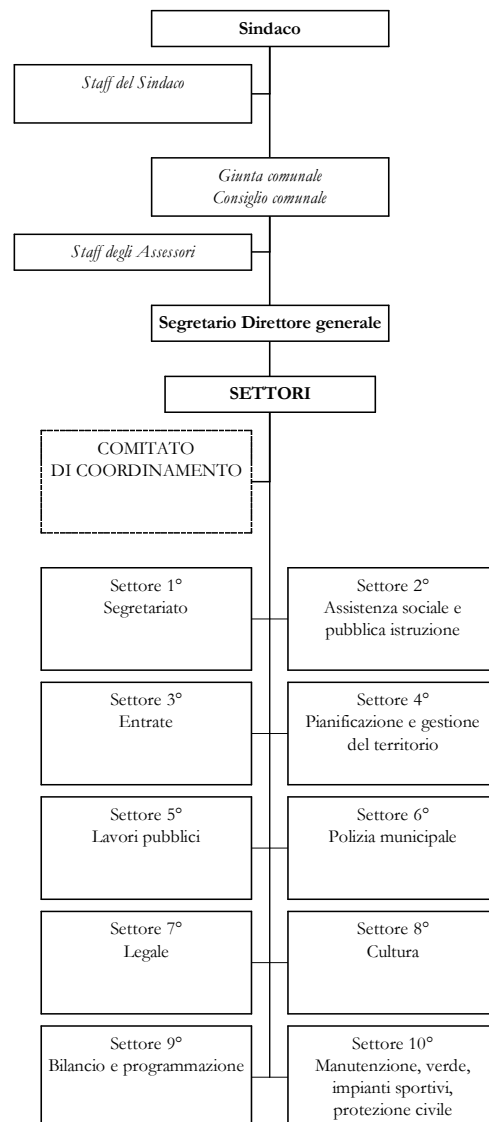 Sindaco
Staff del Sindaco
Giunta comunale
Consiglio comunale
Staff degli Assessori
Segretario Direttore generale
SETTORI
COMITATO
DI COORDINAMENTO
Settore 1°
Segretariato
Settore 2°
Assistenza sociale e
pubblica istruzione
Settore 3°
Entrate
Settore 4°
Pianificazione e gestione
del territorio
Settore 5°
Lavori pubblici
Settore 6°
Polizia municipale
Settore 7°
Legale
Settore 8°
Cultura
Settore 9°
Bilancio e programmazione
Settore 10°
Manutenzione, verde,
impianti sportivi,
protezione civile